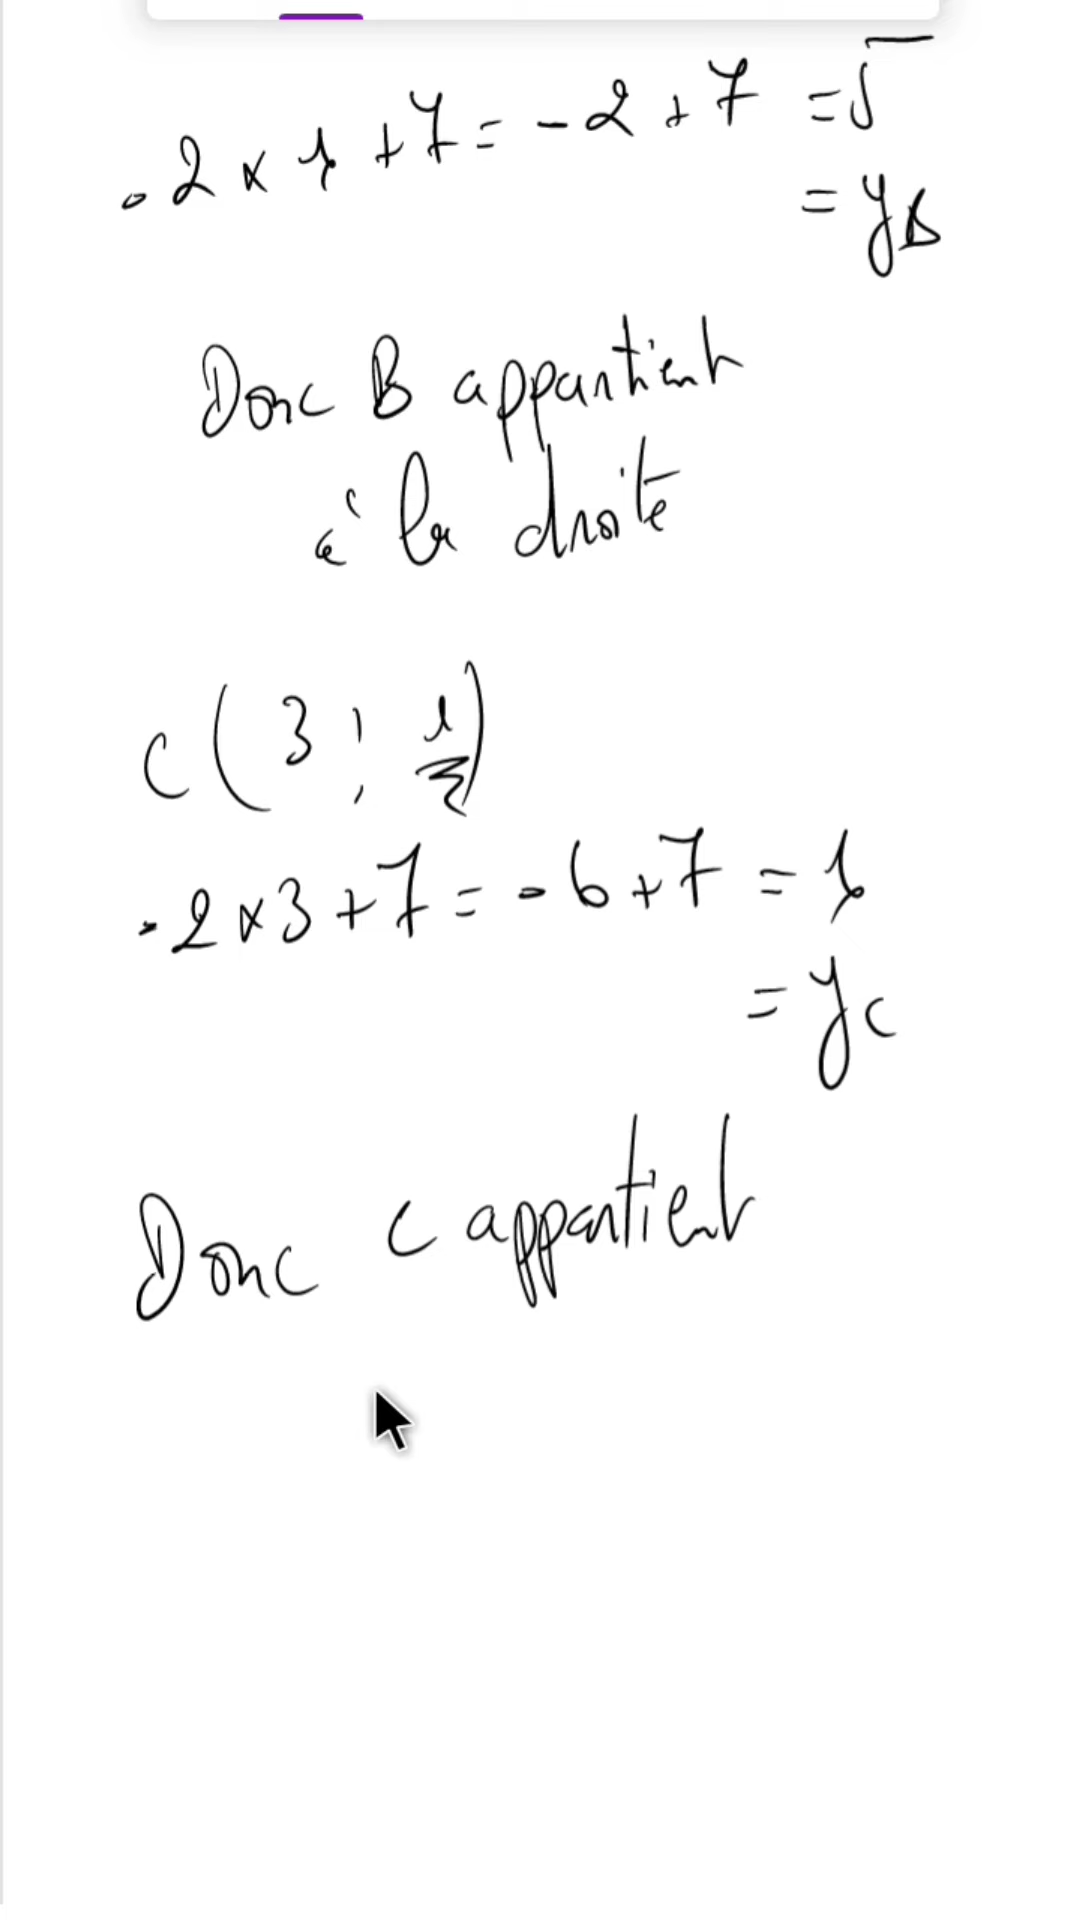 -2 x 1 + 7 = -2 + 7 = 5
= yB
Donc B appartient
à la droite
C(3; 1)
-2 x 3 + 7 = -6 + 7 = 1
= yc
Donc C appartient